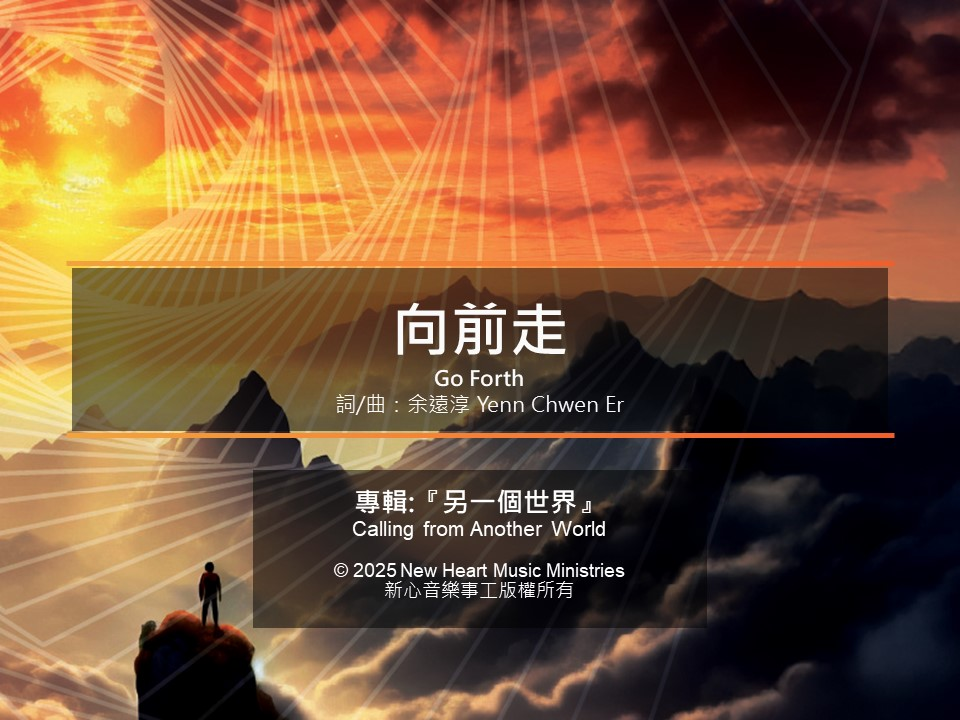 向前走
Go Forth
詞/曲：余遠淳 Yenn Chwen Er
專輯:『另一個世界』
Calling from Another World
© 2025 New Heart Music Ministries
新心音樂事工版權所有